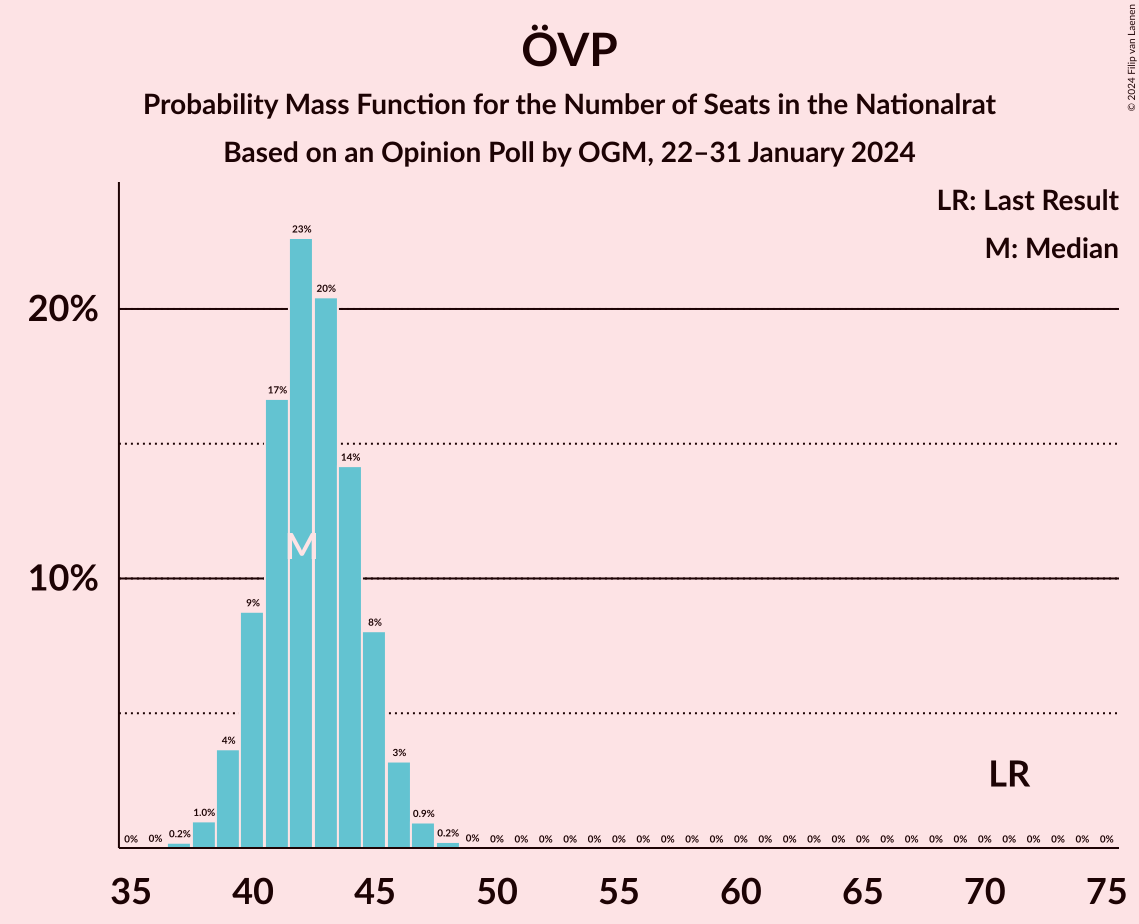 ÖVP
Probability Mass Function for the Number of Seats in the Nationalrat
Based on an Opinion Poll by OGM, 22–31 January 2024
© 2024 Filip van Laenen
LR: Last Result
M: Median
20%
10%
0% 0% 0.2% 1.0% 4% 9% 17% 23% 20% 14% 8% 3% 0.9% 0.2% 0% 0% 0% 0% 0% 0% 0% 0% 0% 0% 0% 0% 0% 0% 0% 0% 0% 0% 0% 0% 0% 0% 0% 0% 0% 0% 0%
M
LR
35 40 45 50 55 60 65 70 75